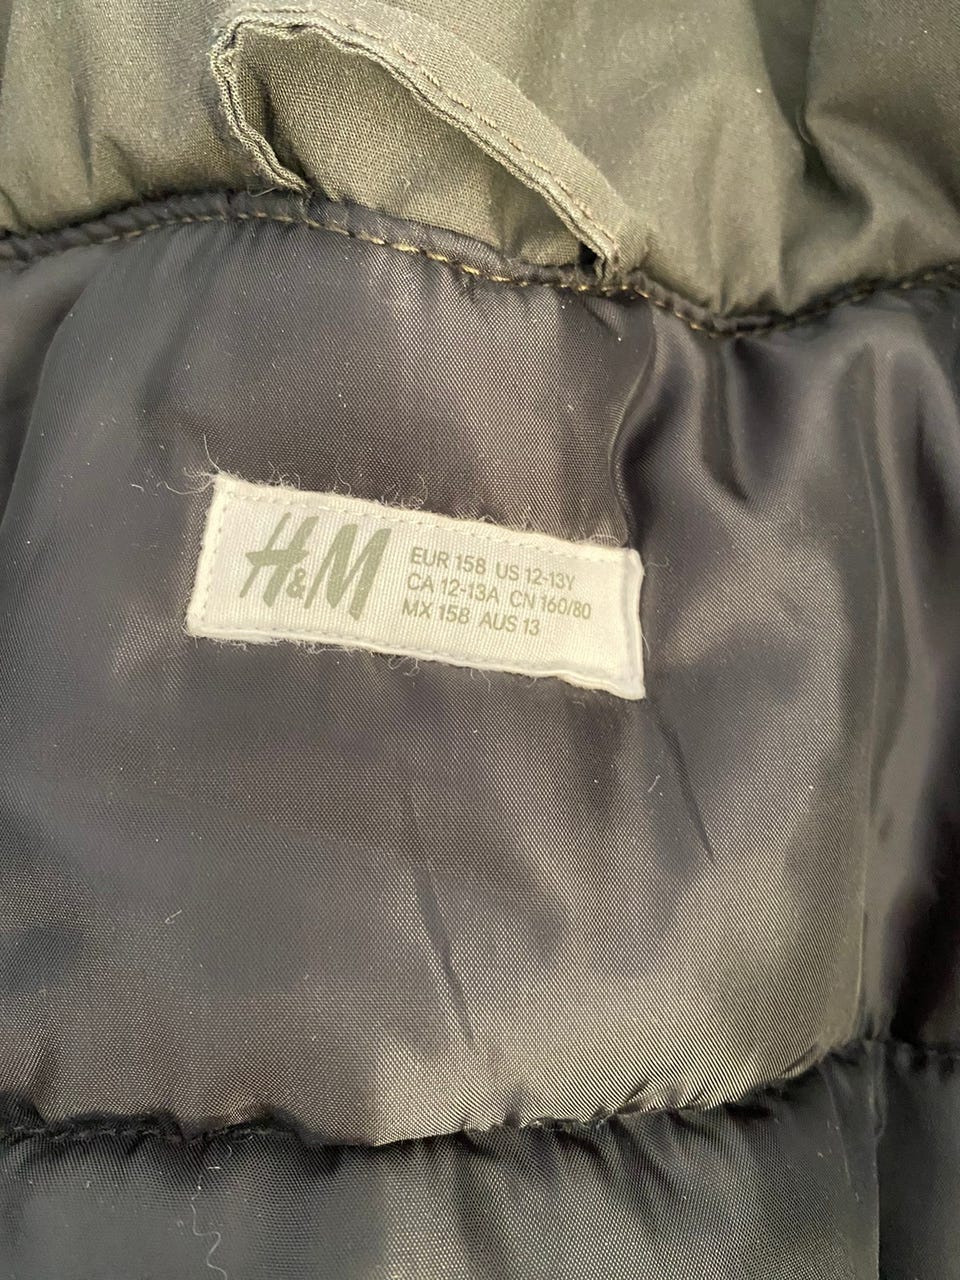 H&M
EUR 158 US 12-13Y
CA 12-13A CN 160/80
MX 158 AUS 13